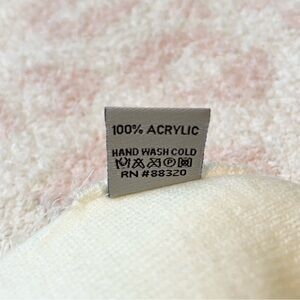 100% ACRYLIC
HAND WASH COLD
P
RN #88320